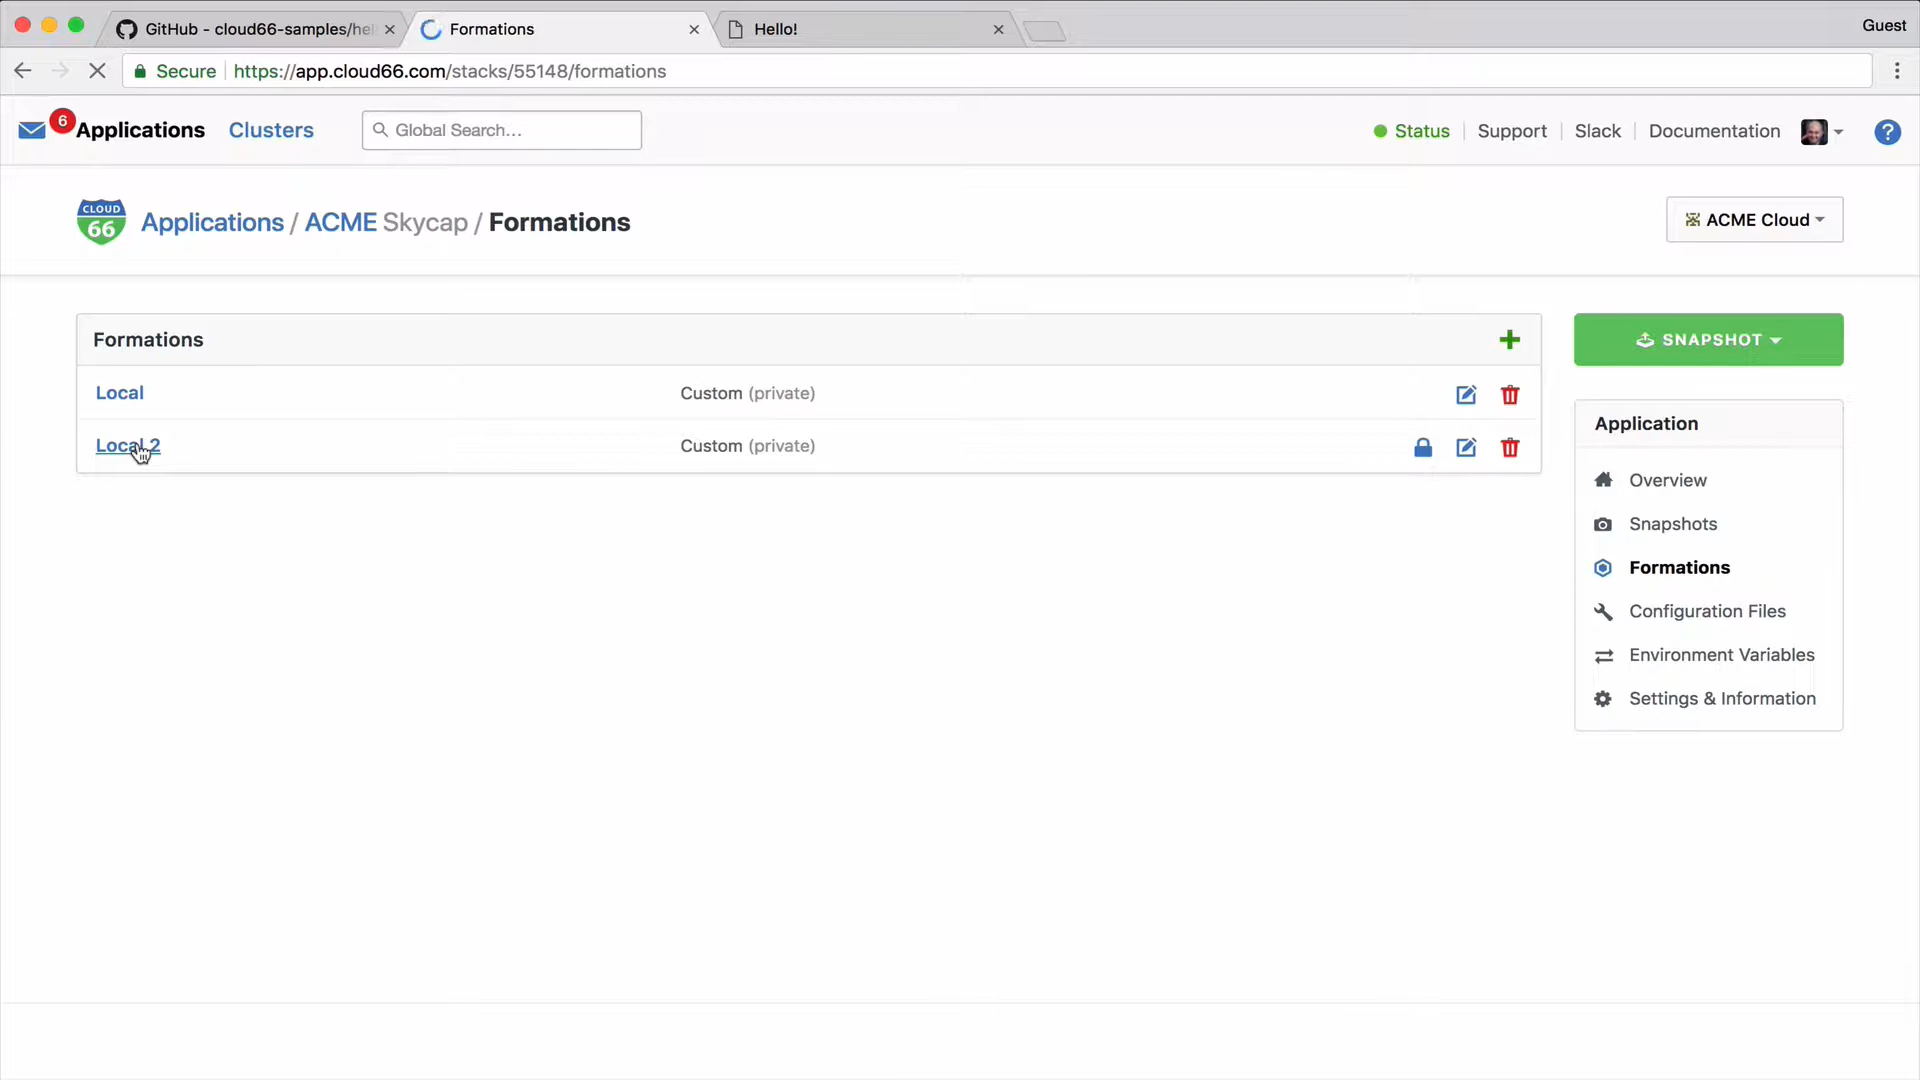 GitHub - cloud66-samples/hel
Formations
Hello!
Guest
Secure
https://app.cloud66.com/stacks/55148/formations
6
Applications
Clusters
Global Search...
Status
Support
Slack
Documentation
?
CLOUD
66
Applications / ACME Skycap / Formations
ACME Cloud
Formations
SNAPSHOT
Local
Custom (private)
Local 2
Custom (private)
Application
Overview
Snapshots
Formations
Configuration Files
Environment Variables
Settings & Information